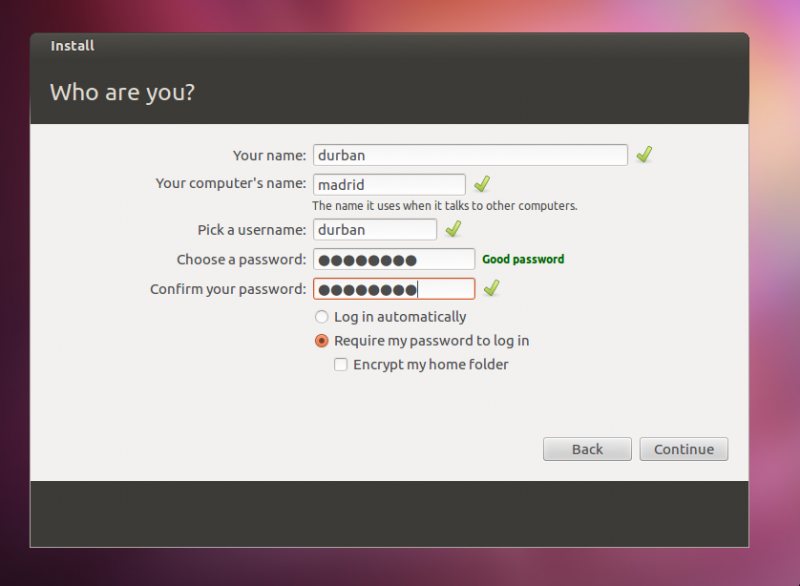 Install
Who are you?
Your name: durban
Your computer's name: madrid
The name it uses when it talks to other computers.
Pick a username: durban
Choose a password: ●●●●●●●● Good password
Confirm your password: ●●●●●●●●
Log in automatically
Require my password to log in
Encrypt my home folder
Back Continue